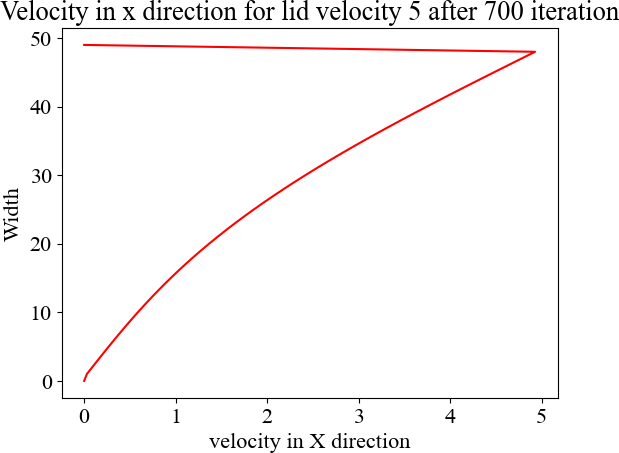 Velocity in x direction for lid velocity 5 after 700 iteration
50
40
30
20
10
0
Width
0 1 2 3 4 5
velocity in X direction